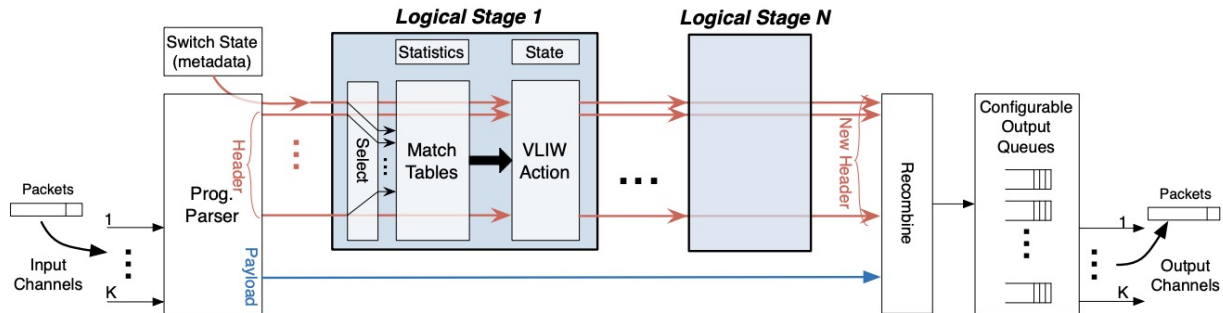 Logical Stage 1
Logical Stage N
Switch State
(metadata)
Statistics
State
Select
Match
Tables
VLIW
Action
Header
Prog.
Parser
Payload
New Header
Recombine
Configurable
Output
Queues
Packets
1
Input
Channels
K
Packets
1
Output
Channels
K